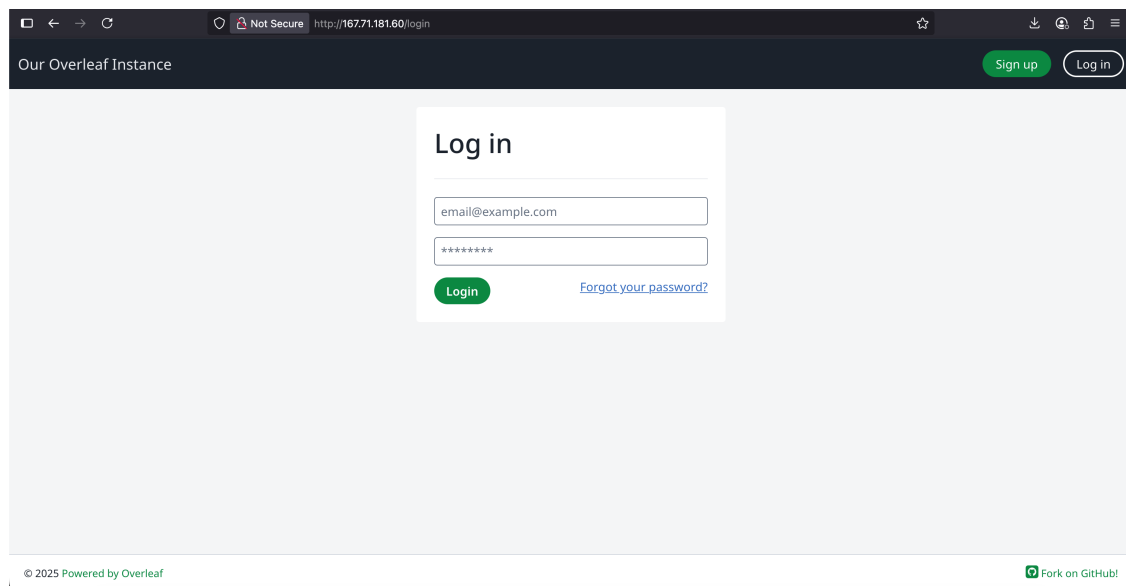 Not Secure http://167.71.181.60/login
Our Overleaf Instance
Sign up
Log in
Log in
email@example.com
********
Login
Forgot your password?
© 2025 Powered by Overleaf
Fork on GitHub!